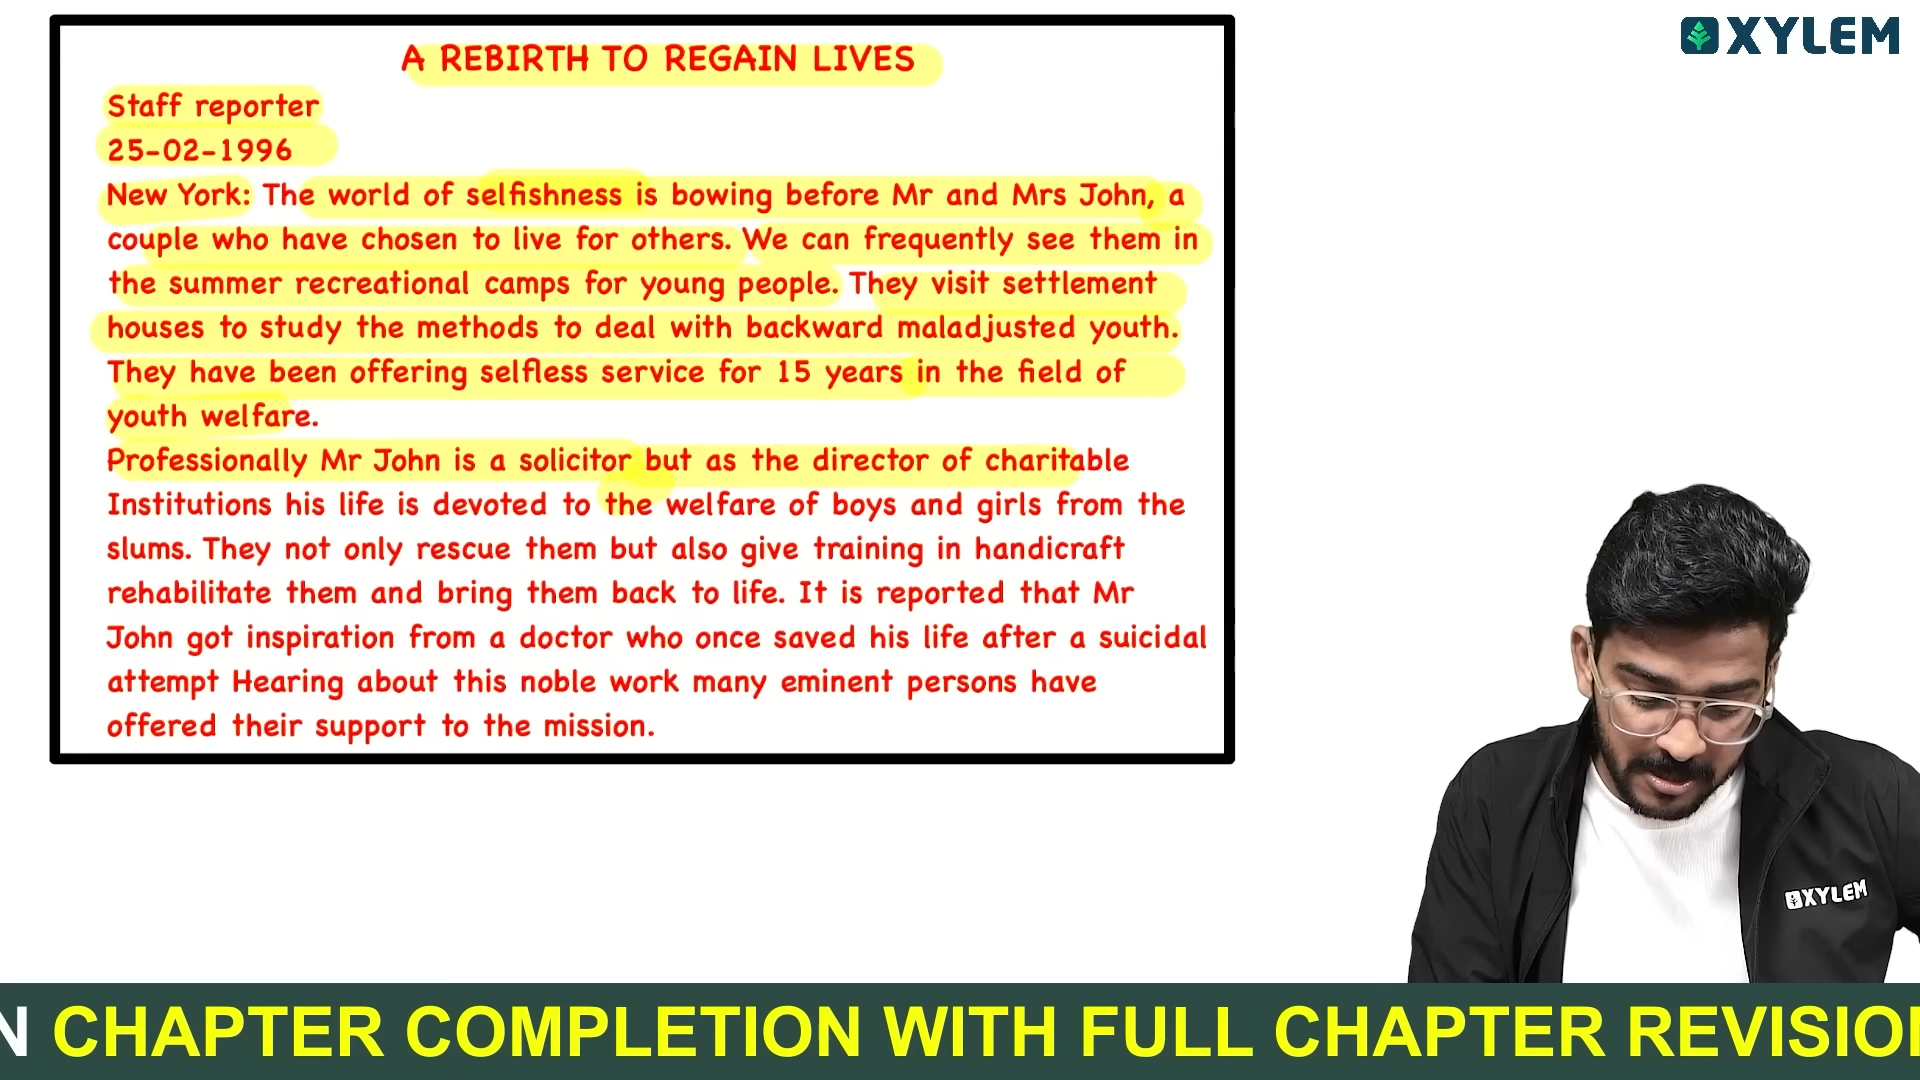 A REBIRTH TO REGAIN LIVES
XYLEM
Staff reporter
25-02-1996
New York: The world of selfishness is bowing before Mr and Mrs John, a
couple who have chosen to live for others. We can frequently see them in
the summer recreational camps for young people. They visit settlement
houses to study the methods to deal with backward maladjusted youth.
They have been offering selfless service for 15 years in the field of
youth welfare.
Professionally Mr John is a solicitor but as the director of charitable
Institutions his life is devoted to the welfare of boys and girls from the
slums. They not only rescue them but also give training in handicraft
rehabilitate them and bring them back to life. It is reported that Mr
John got inspiration from a doctor who once saved his life after a suicidal
attempt Hearing about this noble work many eminent persons have
offered their support to the mission.
XYLEM
N CHAPTER COMPLETION WITH FULL CHAPTER REVISIO